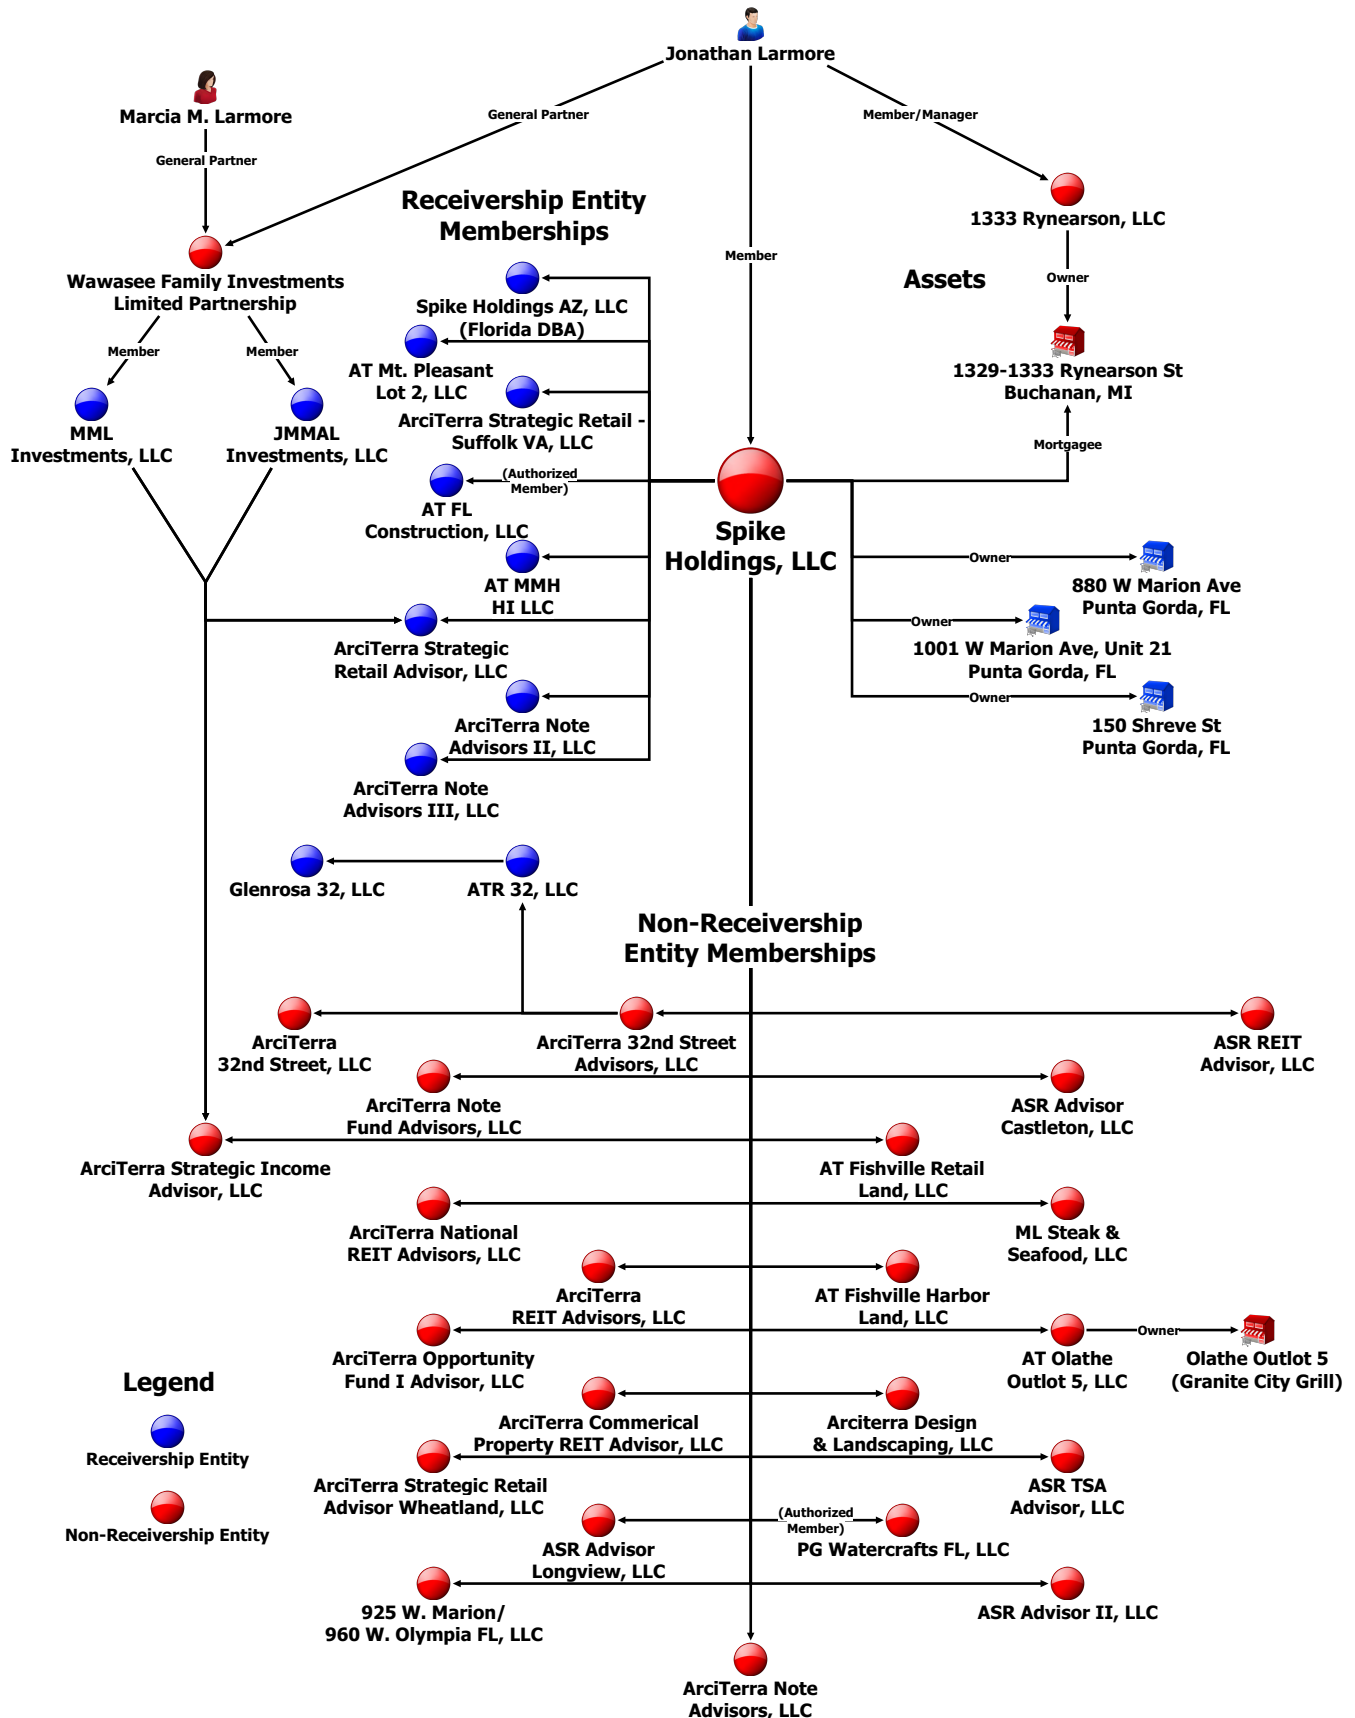 Jonathan Larmore
Marcia M. Larmore
General Partner
Member/Manager
General Partner
Receivership Entity
Memberships
1333 Rynearson, LLC
Member
Wawasee Family Investments
Limited Partnership
Assets
Owner
Spike Holdings AZ, LLC
(Florida DBA)
Member
Member
AT Mt. Pleasant
Lot 2, LLC
1329-1333 Rynearson St
Buchanan, MI
MML
Investments, LLC
JMMAL
Investments, LLC
ArciTerra Strategic Retail -
Suffolk VA, LLC
Mortgagee
(Authorized
Member)
AT FL
Construction, LLC
Spike
Holdings, LLC
Owner
AT MMH
HI LLC
880 W Marion Ave
Punta Gorda, FL
Owner
ArciTerra Strategic
Retail Advisor, LLC
1001 W Marion Ave, Unit 21
Punta Gorda, FL
Owner
ArciTerra Note
Advisors II, LLC
150 Shreve St
Punta Gorda, FL
ArciTerra Note
Advisors III, LLC
Glenrosa 32, LLC
ATR 32, LLC
Non-Receivership
Entity Memberships
ArciTerra
32nd Street, LLC
ArciTerra 32nd Street
Advisors, LLC
ASR REIT
Advisor, LLC
ArciTerra Note
Fund Advisors, LLC
ASR Advisor
Castleton, LLC
ArciTerra Strategic Income
Advisor, LLC
AT Fishville Retail
Land, LLC
ArciTerra National
REIT Advisors, LLC
ML Steak &
Seafood, LLC
ArciTerra
REIT Advisors, LLC
AT Fishville Harbor
Land, LLC
Owner
ArciTerra Opportunity
Fund I Advisor, LLC
AT Olathe
Outlot 5, LLC
Olathe Outlot 5
(Granite City Grill)
Legend
ArciTerra Commerical
Property REIT Advisor, LLC
Arciterra Design
& Landscaping, LLC
Receivership Entity
ArciTerra Strategic Retail
Advisor Wheatland, LLC
ASR TSA
Advisor, LLC
Non-Receivership Entity
(Authorized
Member)
ASR Advisor
Longview, LLC
PG Watercrafts FL, LLC
925 W. Marion/
960 W. Olympia FL, LLC
ASR Advisor II, LLC
ArciTerra Note
Advisors, LLC